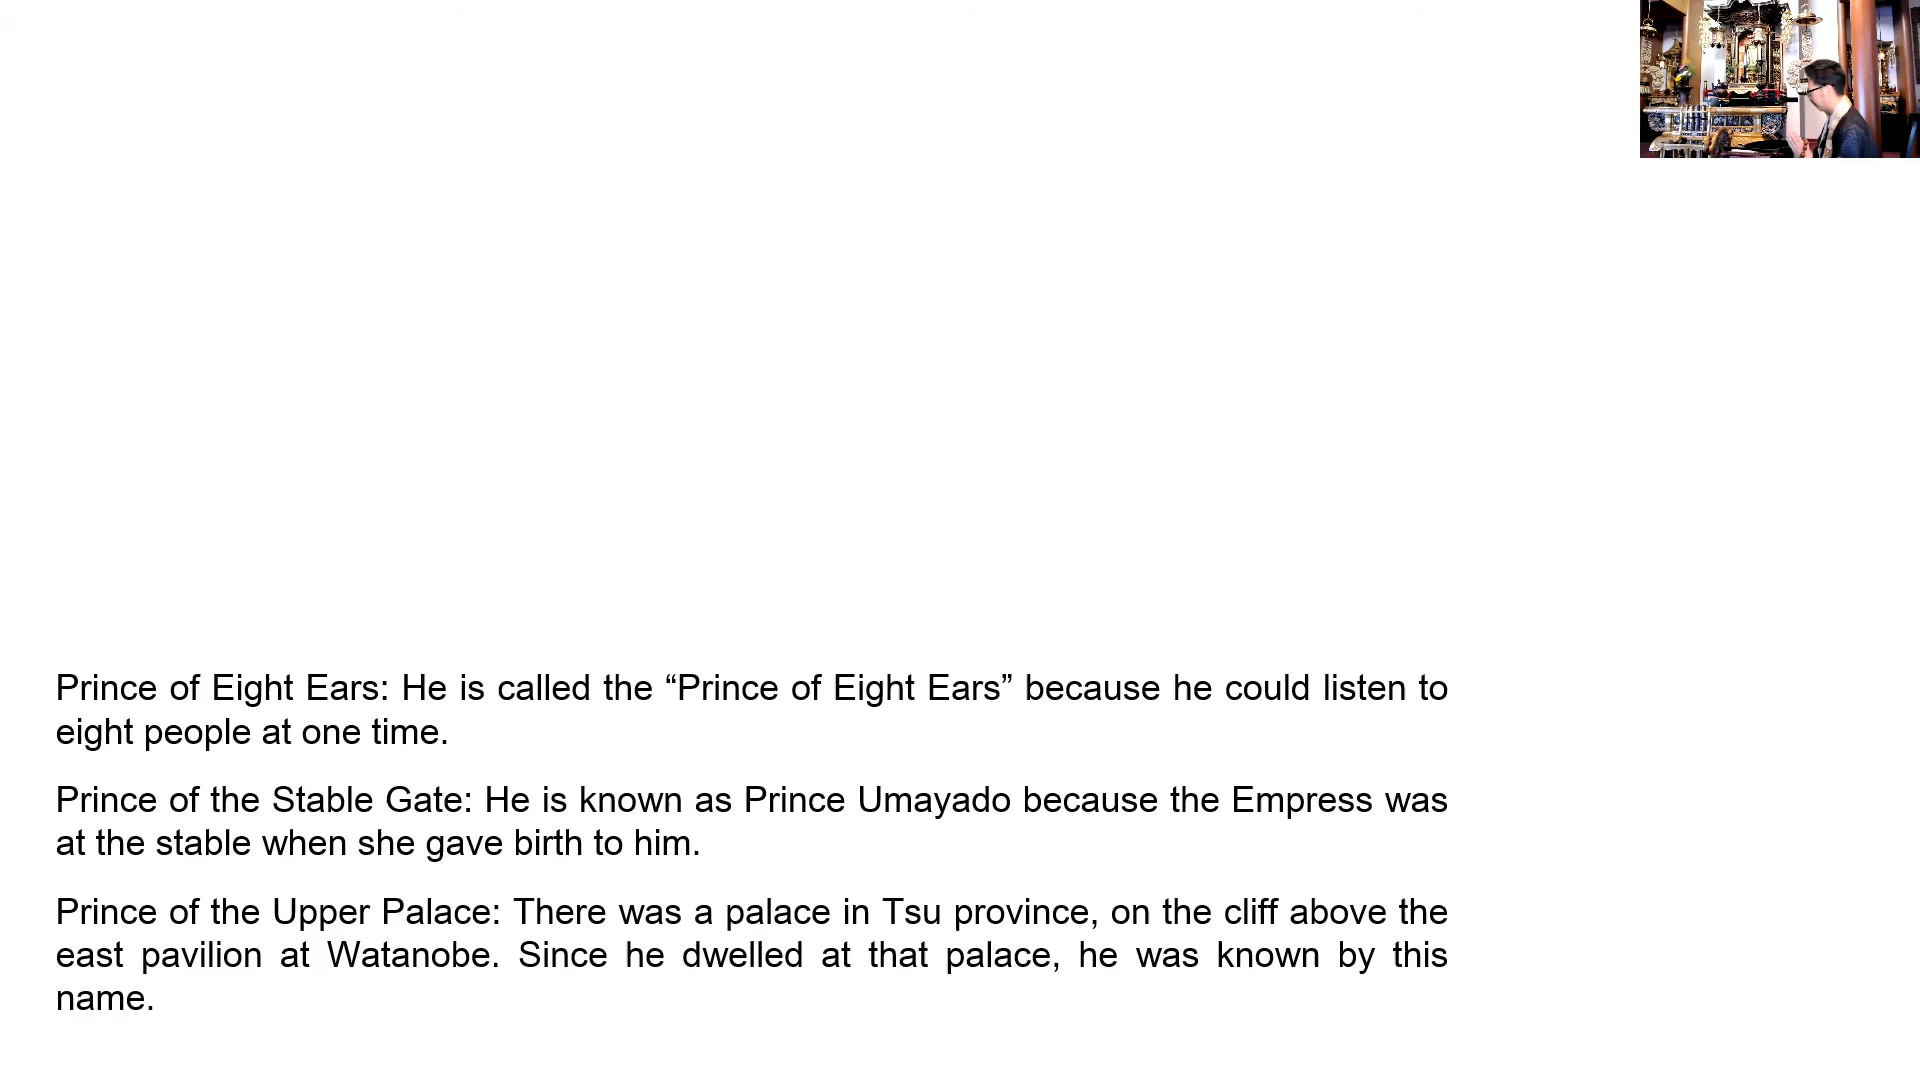 Prince of Eight Ears: He is called the “Prince of Eight Ears” because he could listen to
eight people at one time.
Prince of the Stable Gate: He is known as Prince Umayado because the Empress was
at the stable when she gave birth to him.
Prince of the Upper Palace: There was a palace in Tsu province, on the cliff above the
east pavilion at Watanobe. Since he dwelled at that palace, he was known by this
name.